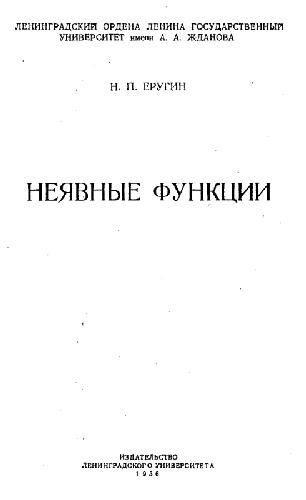 ЛЕНИНГРАДСКИЙ ОРДЕНА ЛЕНИНА ГОСУДАРСТВЕННЫЙ
УНИВЕРСИТЕТ имени А. А. ЖДАНОВА
Н. П. ЕРУГИН
НЕЯВНЫЕ ФУНКЦИИ
ИЗДАТЕЛЬСТВО
ЛЕНИНГРАДСКОГО УНИВЕРСИТЕТА
1956